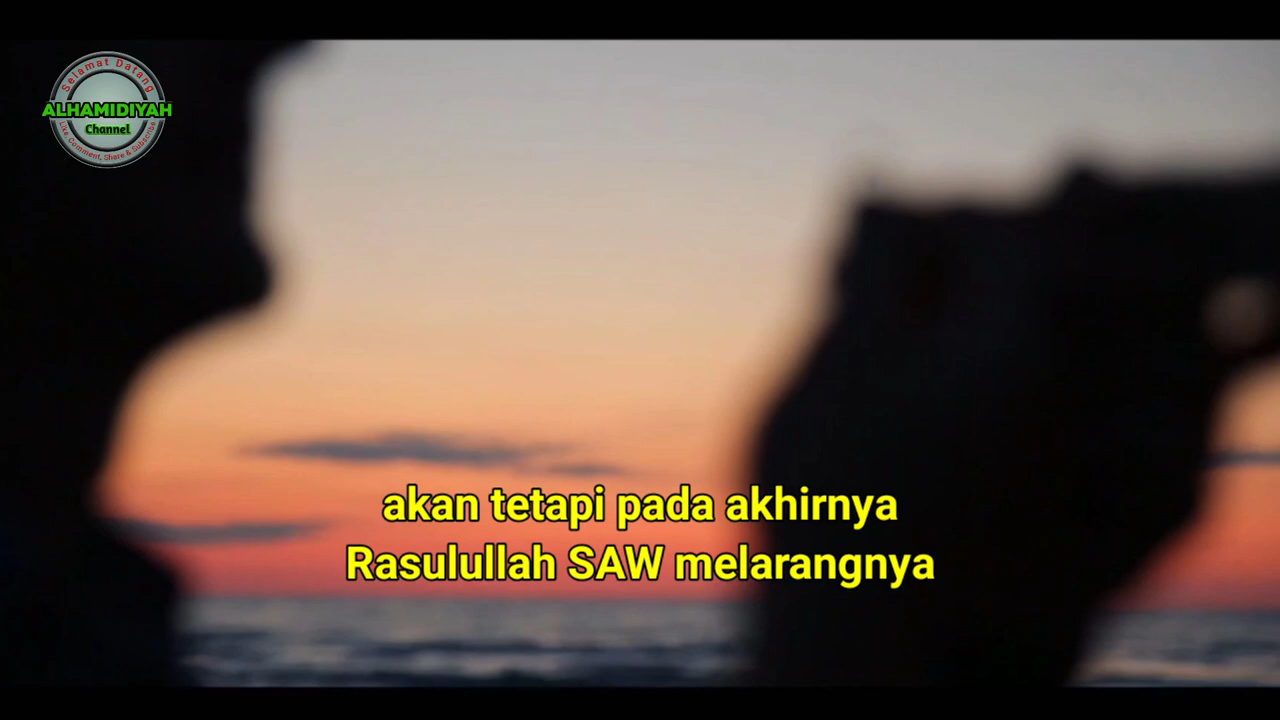 Selamat Datang
ALHAMIDIYAH
Channel
Like, Comment, Share & Subscribe
akan tetapi pada akhirnya
Rasulullah SAW melarangnya